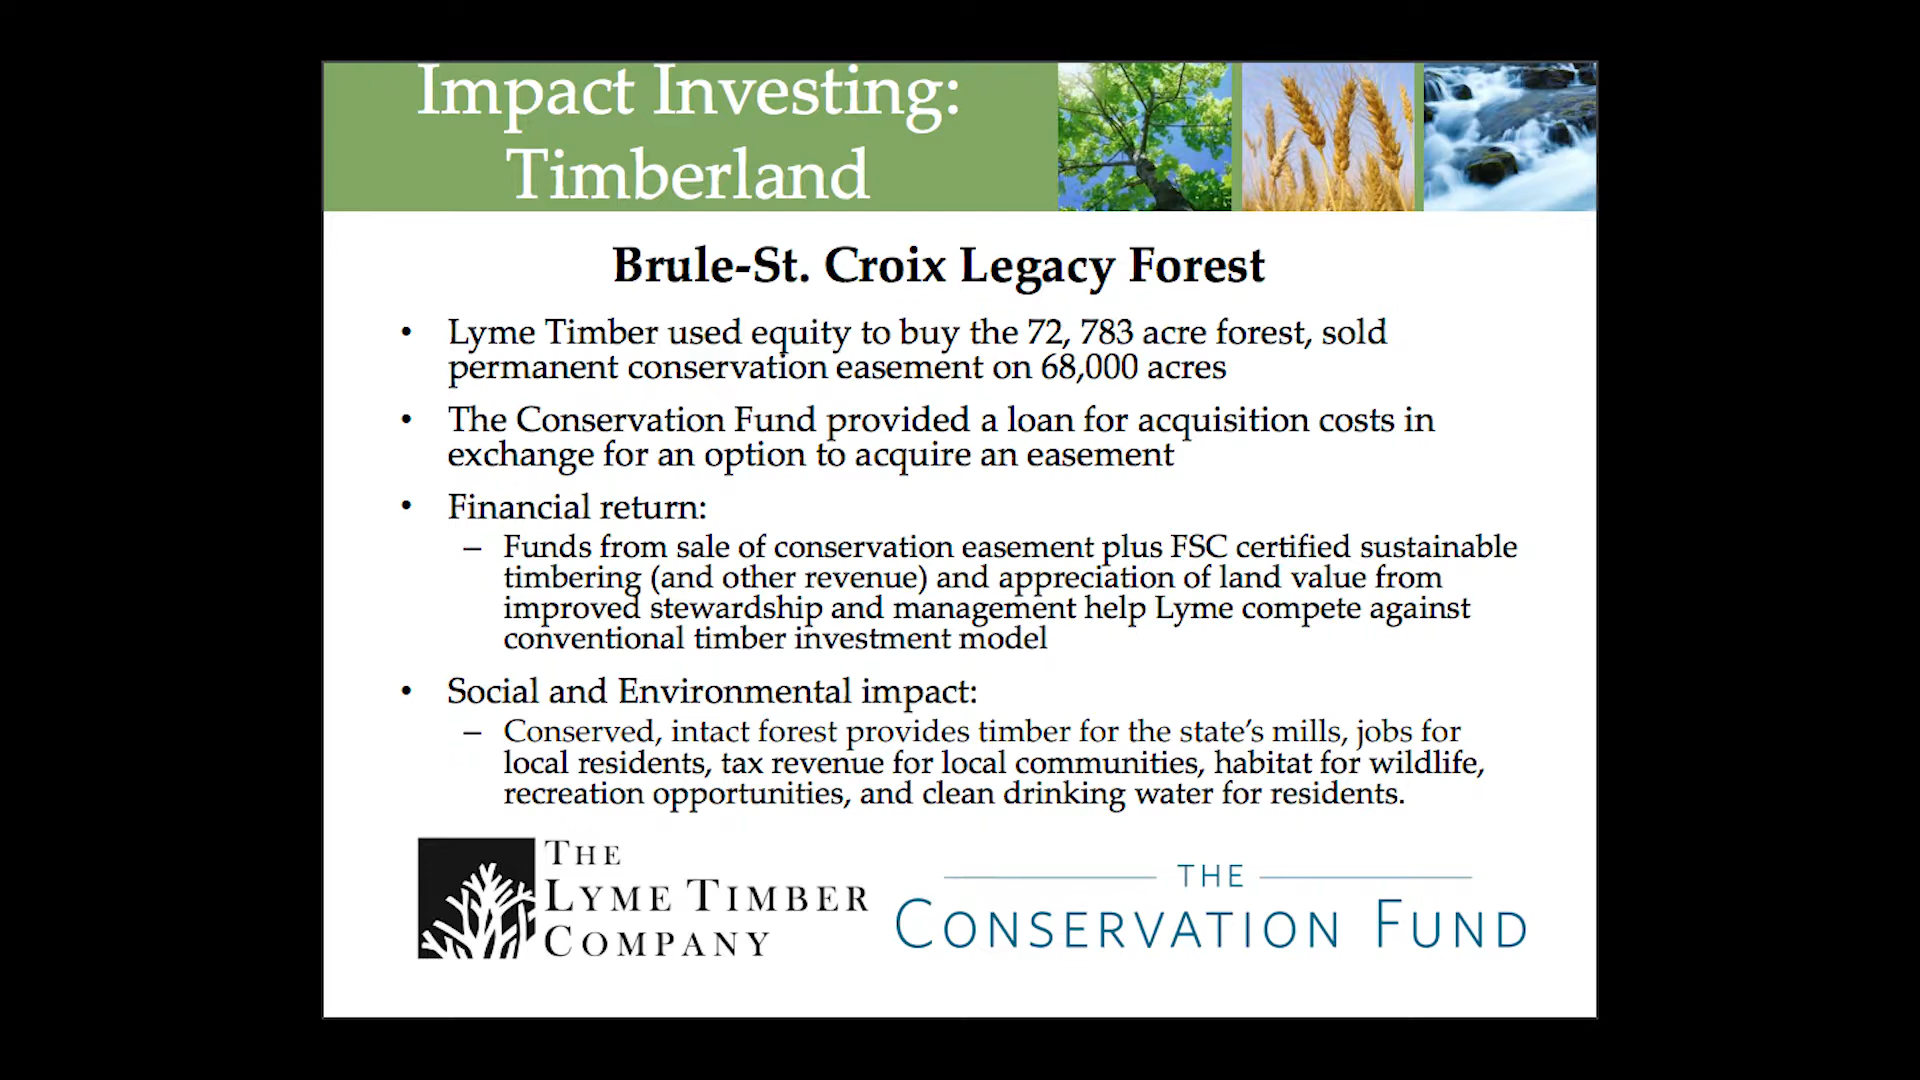 Impact Investing:
Timberland
Brule-St. Croix Legacy Forest
• Lyme Timber used equity to buy the 72, 783 acre forest, sold
permanent conservation easement on 68,000 acres
• The Conservation Fund provided a loan for acquisition costs in
exchange for an option to acquire an easement
• Financial return:
– Funds from sale of conservation easement plus FSC certified sustainable
timbering (and other revenue) and appreciation of land value from
improved stewardship and management help Lyme compete against
conventional timber investment model
• Social and Environmental impact:
– Conserved, intact forest provides timber for the state’s mills, jobs for
local residents, tax revenue for local communities, habitat for wildlife,
recreation opportunities, and clean drinking water for residents.
THE
LYME TIMBER
COMPANY
THE
CONSERVATION FUND